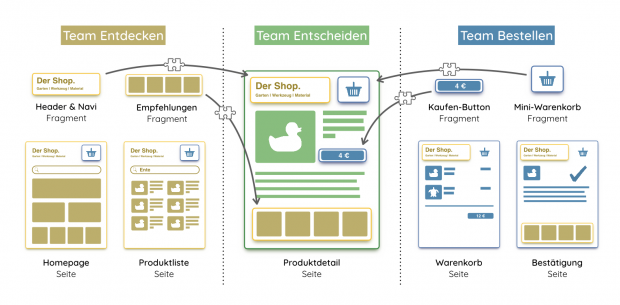 Team Entdecken
Team Entscheiden
Team Bestellen
Der Shop.
Garten / Werkzeug / Material
Header & Navi
Fragment
Empfehlungen
Fragment
Der Shop.
Garten / Werkzeug / Material
4 €
4 €
Kaufen-Button
Fragment
Mini-Warenkorb
Fragment
Der Shop.
Garten / Werkzeug / Material
Homepage
Seite
Der Shop.
Garten / Werkzeug / Material
Ente
Produktliste
Seite
Produktdetail
Seite
Der Shop.
Garten / Werkzeug / Material
12 €
Warenkorb
Seite
Der Shop.
Garten / Werkzeug / Material
Bestätigung
Seite